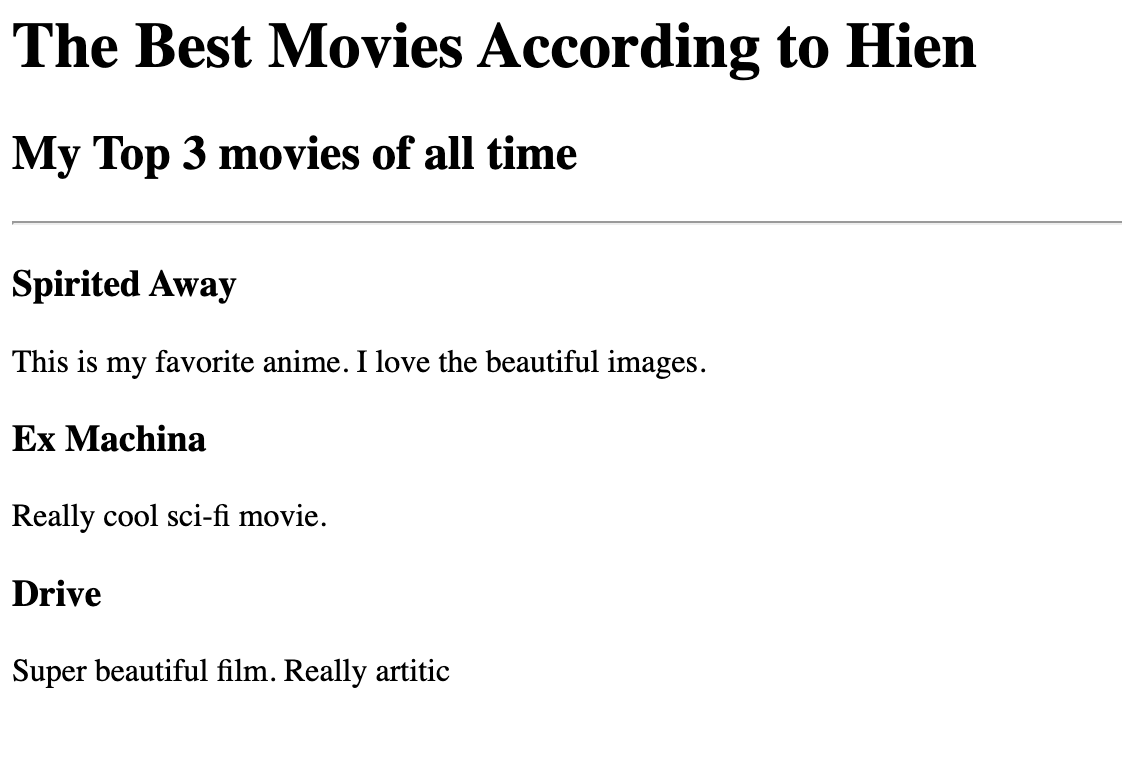 The Best Movies According to Hien
My Top 3 movies of all time
Spirited Away
This is my favorite anime. I love the beautiful images.
Ex Machina
Really cool sci-fi movie.
Drive
Super beautiful film. Really artitic